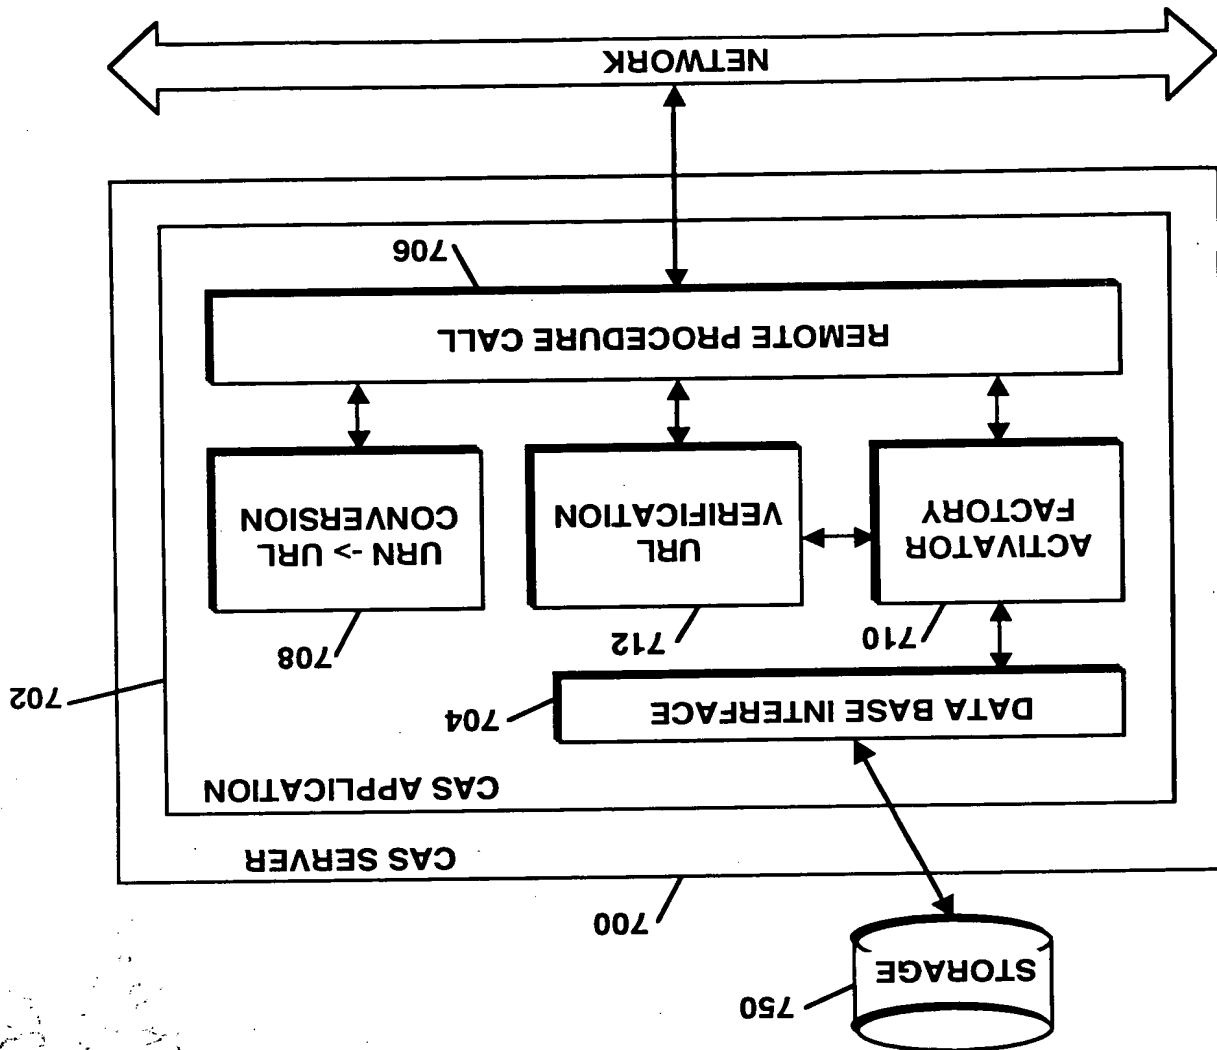 750
STORAGE
700
CAS SERVER
CAS APPLICATION
702
DATA BASE INTERFACE
704
710
712
708
ACTIVATOR
FACTORY
URL
VERIFICATION
URN -> URL
CONVERSION
REMOTE PROCEDURE CALL
706
NETWORK